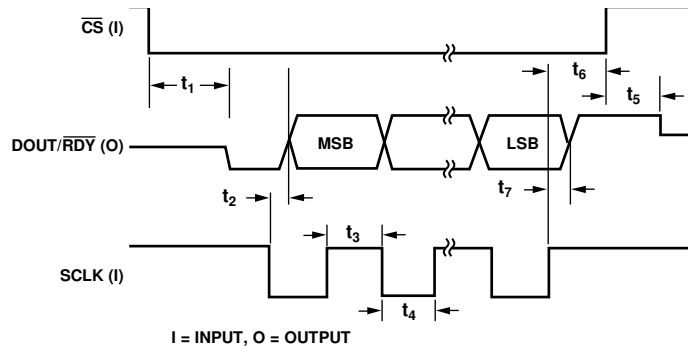 CS (I)
t6
t1
t5
DOUT/RDY (O)
MSB
LSB
t2
t7
t3
SCLK (I)
t4
I = INPUT, O = OUTPUT